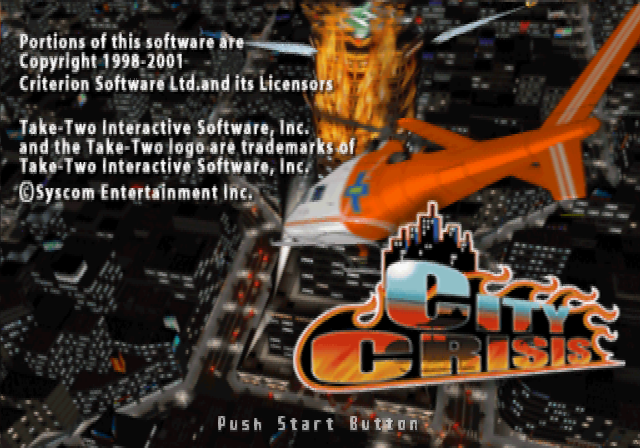 Portions of this software are
Copyright 1998-2001
Criterion Software Ltd.and its Licensors
Take-Two Interactive Software, Inc.
and the Take-Two logo are trademarks of
Take-Two Interactive Software, Inc.
©Syscom Entertainment Inc.
CITY
CRISIS
Push Start Button